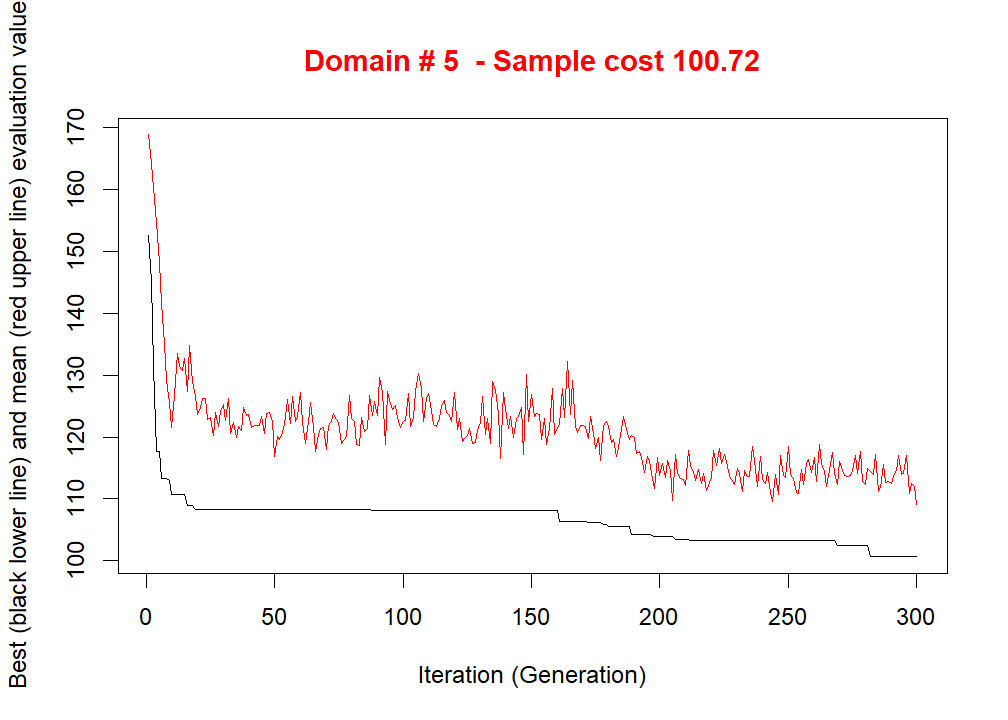 Domain # 5  - Sample cost 100.72
Best (black lower line) and mean (red upper line) evaluation value
170
160
150
140
130
120
110
100
0 50 100 150 200 250 300
Iteration (Generation)